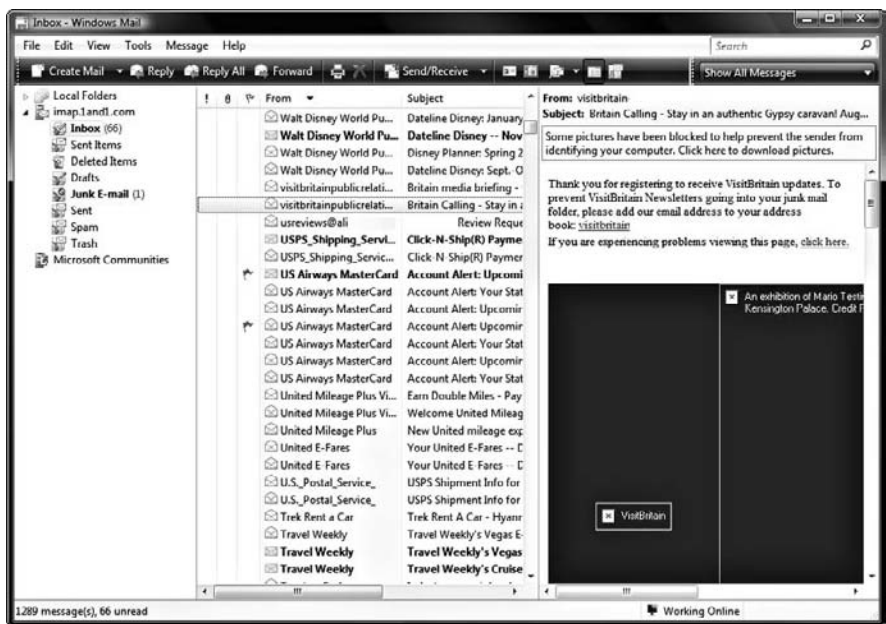 Inbox - Windows Mail
File Edit View Tools Message Help
Search
Create Mail Reply Reply All Forward Send/Receive Show All Messages
Local Folders
imap.1and1.com
Inbox (66)
Sent Items
Deleted Items
Drafts
Junk E-mail (1)
Sent
Spam
Trash
Microsoft Communities
! From Subject
Walt Disney World Pu... Dateline Disney: January
Walt Disney World Pu... Dateline Disney -- Nov
Walt Disney World Pu... Disney Planner: Spring 2
Walt Disney World Pu... Dateline Disney: Sept. O
visitbritainpublicrelati... Britain media briefing -
visitbritainpublicrelati... Britain Calling - Stay in a
usreviews@ali Review Reque
USPS_Shipping_Servi... Click-N-Ship(R) Payme
USPS_Shipping_Servic... Click-N-Ship(R) Paymer
US Airways MasterCard Account Alert: Upcomi
US Airways MasterCard Account Alert: Your Stat
US Airways MasterCard Account Alert: Upcomir
US Airways MasterCard Account Alert: Upcomir
US Airways MasterCard Account Alert: Your Stat
US Airways MasterCard Account Alert: Upcomir
US Airways MasterCard Account Alert: Your Stat
United Mileage Plus Vi... Earn Double Miles - Pay
United Mileage Plus Vi... Welcome United Mileag
United Mileage Plus New United mileage exp
United E-Fares Your United E-Fares -- D
United E-Fares Your United E-Fares -- D
U.S._Postal_Service_ USPS Shipment Info for
U.S._Postal_Service_ USPS Shipment Info for
Trek Rent a Car Trek Rent A Car - Hyanr
Travel Weekly Travel Weekly's Vegas E-
Travel Weekly Travel Weekly's Vegas
Travel Weekly Travel Weekly's Cruise
From: visitbritain
Subject: Britain Calling - Stay in an authentic Gypsy caravan! Aug...
Some pictures have been blocked to help prevent the sender from
identifying your computer. Click here to download pictures.
Thank you for registering to receive VisitBritain updates. To
prevent VisitBritain Newsletters going into your junk mail
folder, please add our email address to your address
book: visitbritain
If you are experiencing problems viewing this page, click here.
An exhibition of Mario Testin
Kensington Palace. Credit F
VisitBritain
1289 message(s), 66 unread
Working Online